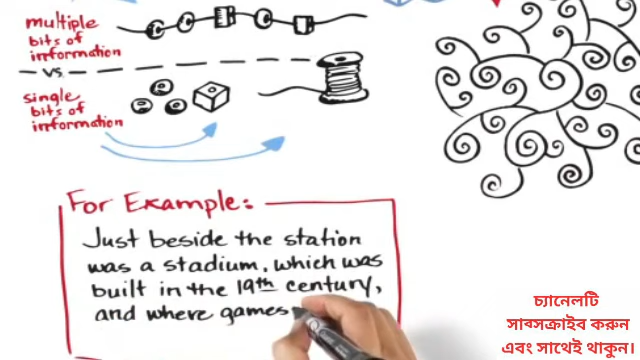 multiple
bits of
information
vs
single
bits of
information
For Example:
Just beside the station
was a stadium, which was
built in the 19th century,
and where games
চ্যানেলটি
সাবস্ক্রাইব করুন
এবং সাথেই থাকুন।